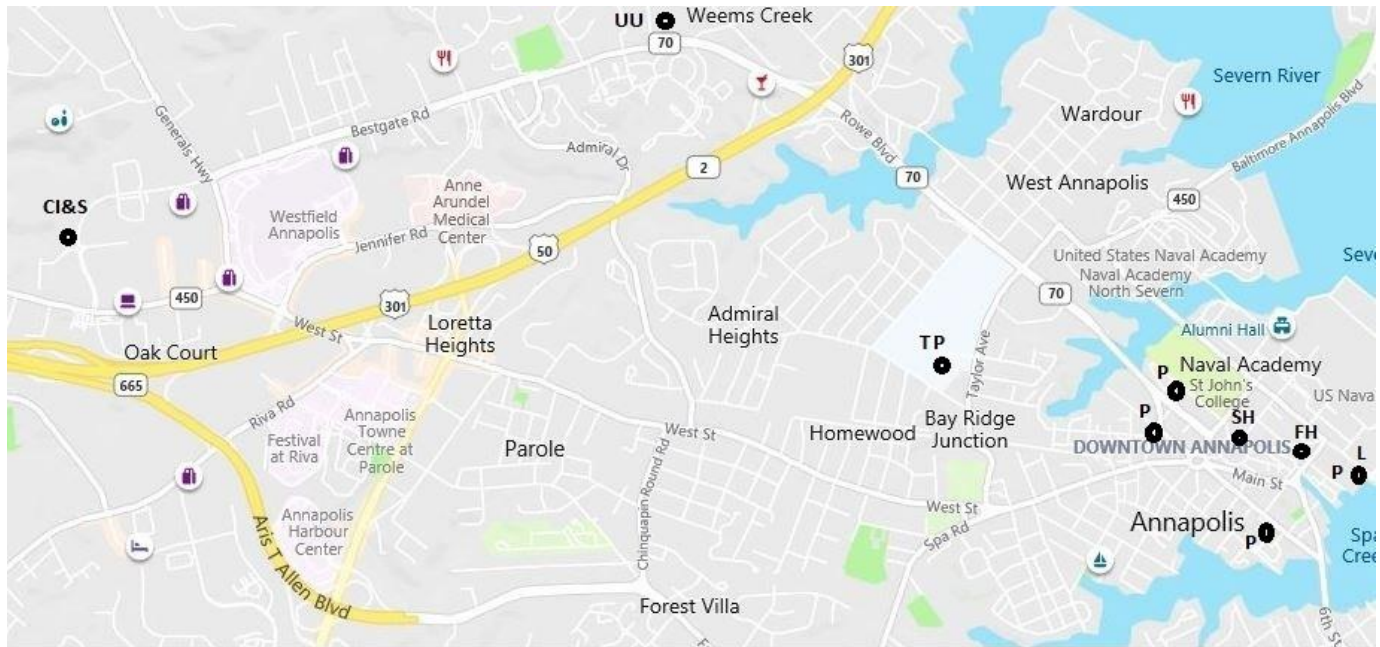 UU
Weems Creek
70
301
Severn River
Generals Hwy
Bestgate Rd
Wardour
Baltimore Annapolis Blvd
Rowe Blvd
Admiral Dr
2
70
West Annapolis
450
CI&S
Anne
Arundel
Medical
Center
Westfield
Annapolis
Jennifer Rd
50
United States Naval Academy
Naval Academy
North Severn
70
450
301
West St
Loretta
Heights
Admiral
Heights
Alumni Hall
Oak Court
TP
Taylor Ave
Naval Academy
665
P
St John's
College
US Nava
Riva Rd
Annapolis
Towne
Centre at
Parole
Festival
at Riva
Parole
West St
Homewood
Bay Ridge
Junction
P
SH
DOWNTOWN ANNAPOLIS
FH
L
P
Main St
Chinquapin Round Rd
West St
Annapolis
Harbour
Center
Aris T Allen Blvd
Spa Rd
Annapolis
P
Spa
Cree
Forest Villa
6th St